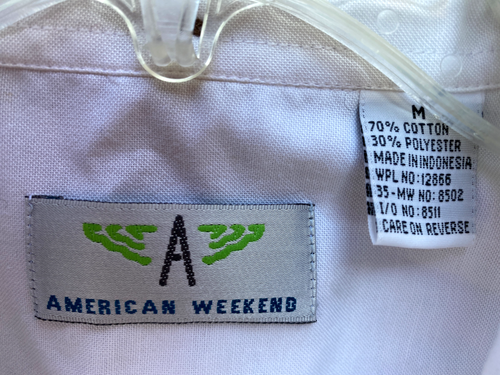 A
AMERICAN WEEKEND
M
70% COTTON
30% POLYESTER
MADE IN INDONESIA
WPL NO:12866
35-MW NO: 8502
I/O NO: 8511
CARE ON REVERSE